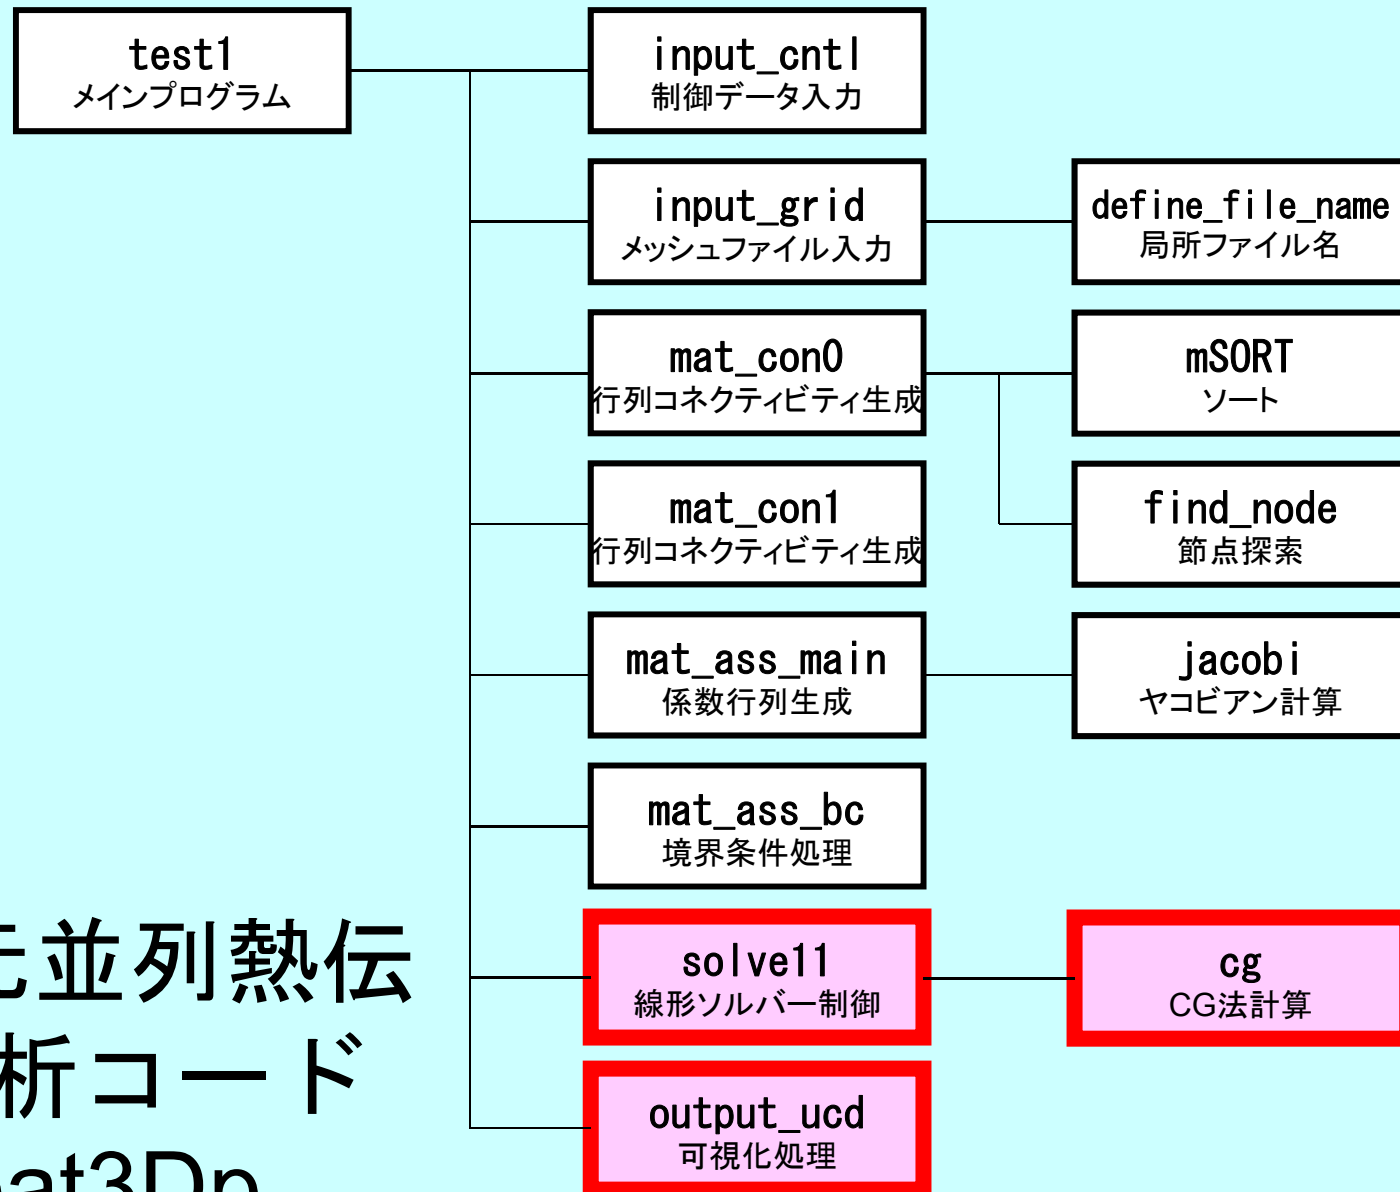 test1
メインプログラム
input_cntl
制御データ入力
input_grid
メッシュファイル入力
define_file_name
局所ファイル名
mat_con0
行列コネクティビティ生成
mSORT
ソート
mat_con1
行列コネクティビティ生成
find_node
節点探索
mat_ass_main
係数行列生成
jacobi
ヤコビアン計算
mat_ass_bc
境界条件処理
solve11
線形ソルバー制御
cg
CG法計算
output_ucd
可視化処理
元並列熱伝
析コード
eat3Dp